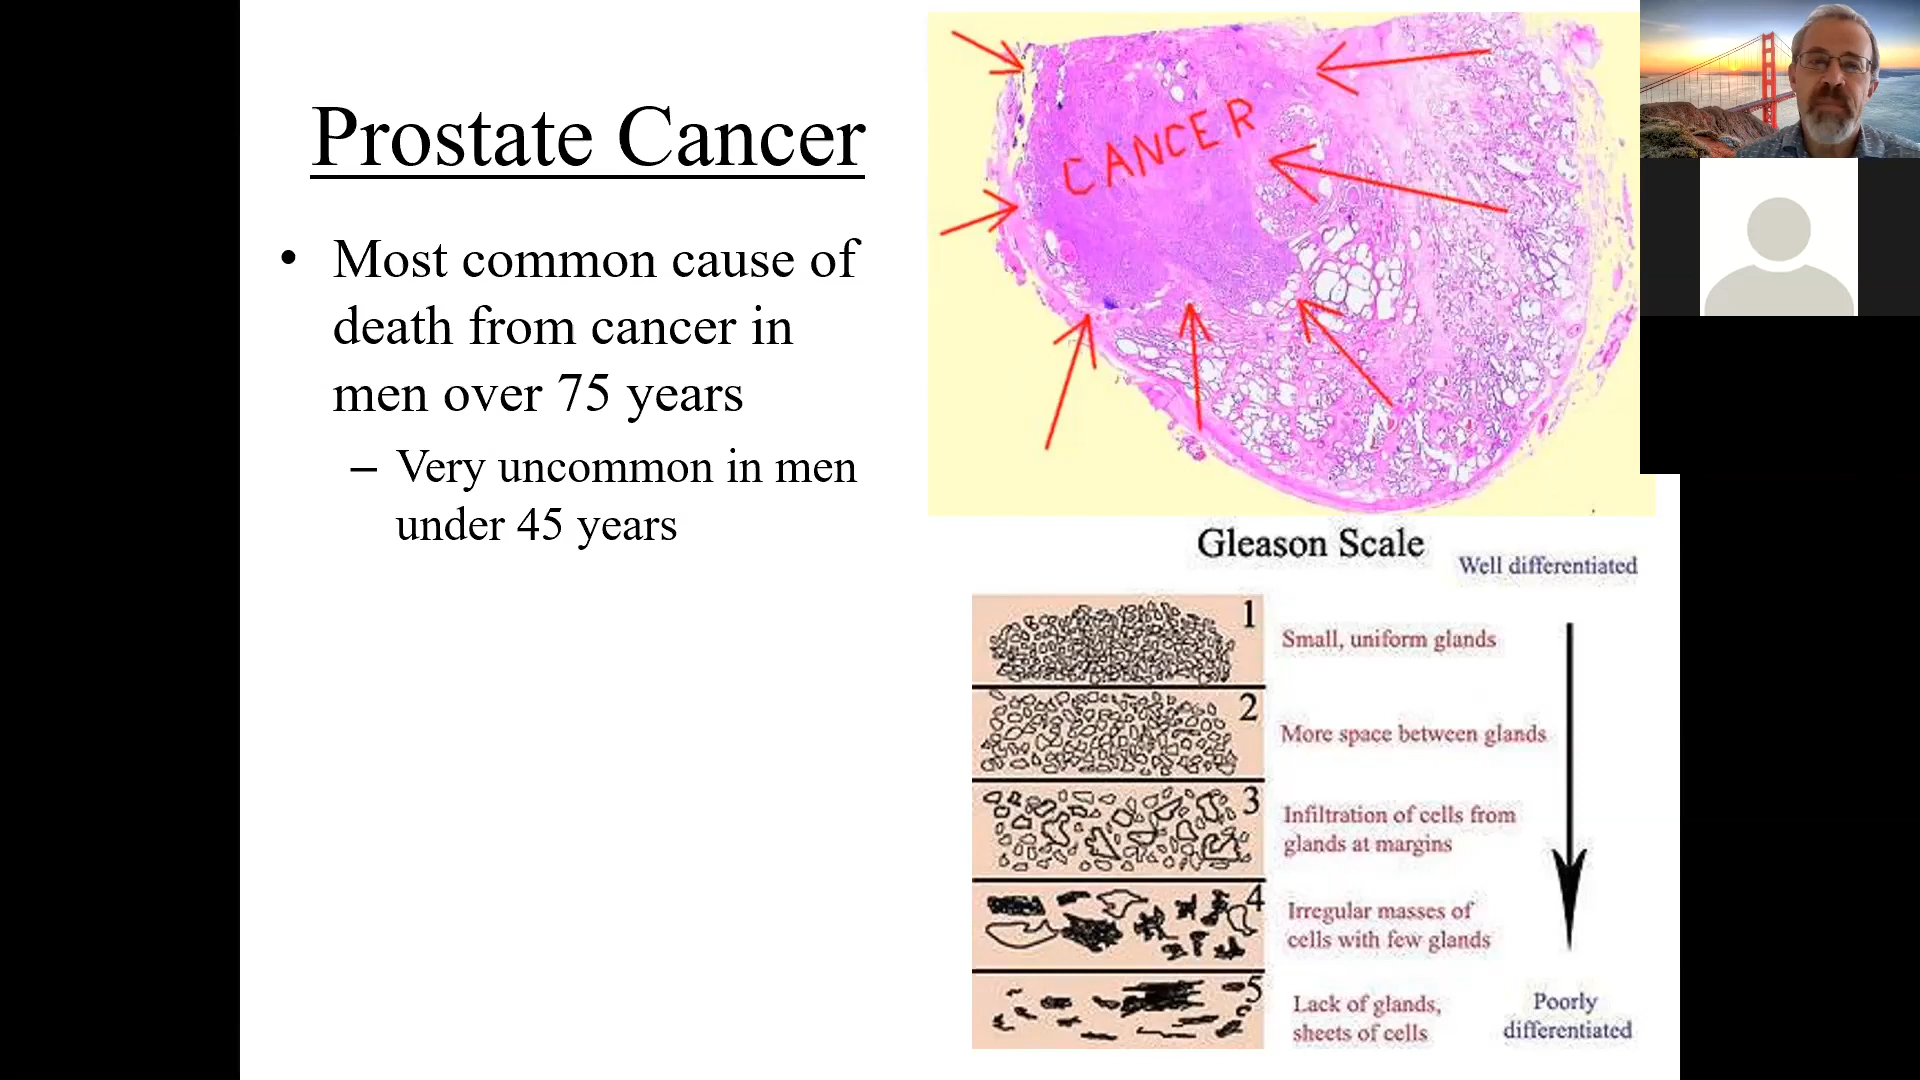 Prostate Cancer
• Most common cause of
death from cancer in
men over 75 years
– Very uncommon in men
under 45 years
CANCER
Gleason Scale
Well differentiated
1
Small, uniform glands
2
More space between glands
3
Infiltration of cells from
glands at margins
4
Irregular masses of
cells with few glands
5
Lack of glands,
sheets of cells
Poorly
differentiated